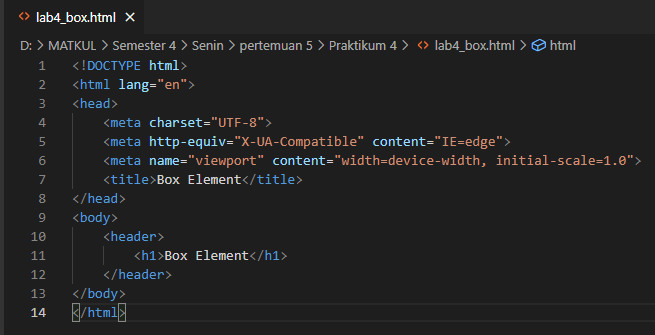 lab4_box.html
D: > MATKUL > Semester 4 > Senin > pertemuan 5 > Praktikum 4 > lab4_box.html > html
1 <!DOCTYPE html>
2 <html lang="en">
3 <head>
4     <meta charset="UTF-8">
5     <meta http-equiv="X-UA-Compatible" content="IE=edge">
6     <meta name="viewport" content="width=device-width, initial-scale=1.0">
7     <title>Box Element</title>
8 </head>
9 <body>
10     <header>
11         <h1>Box Element</h1>
12     </header>
13 </body>
14 </html>